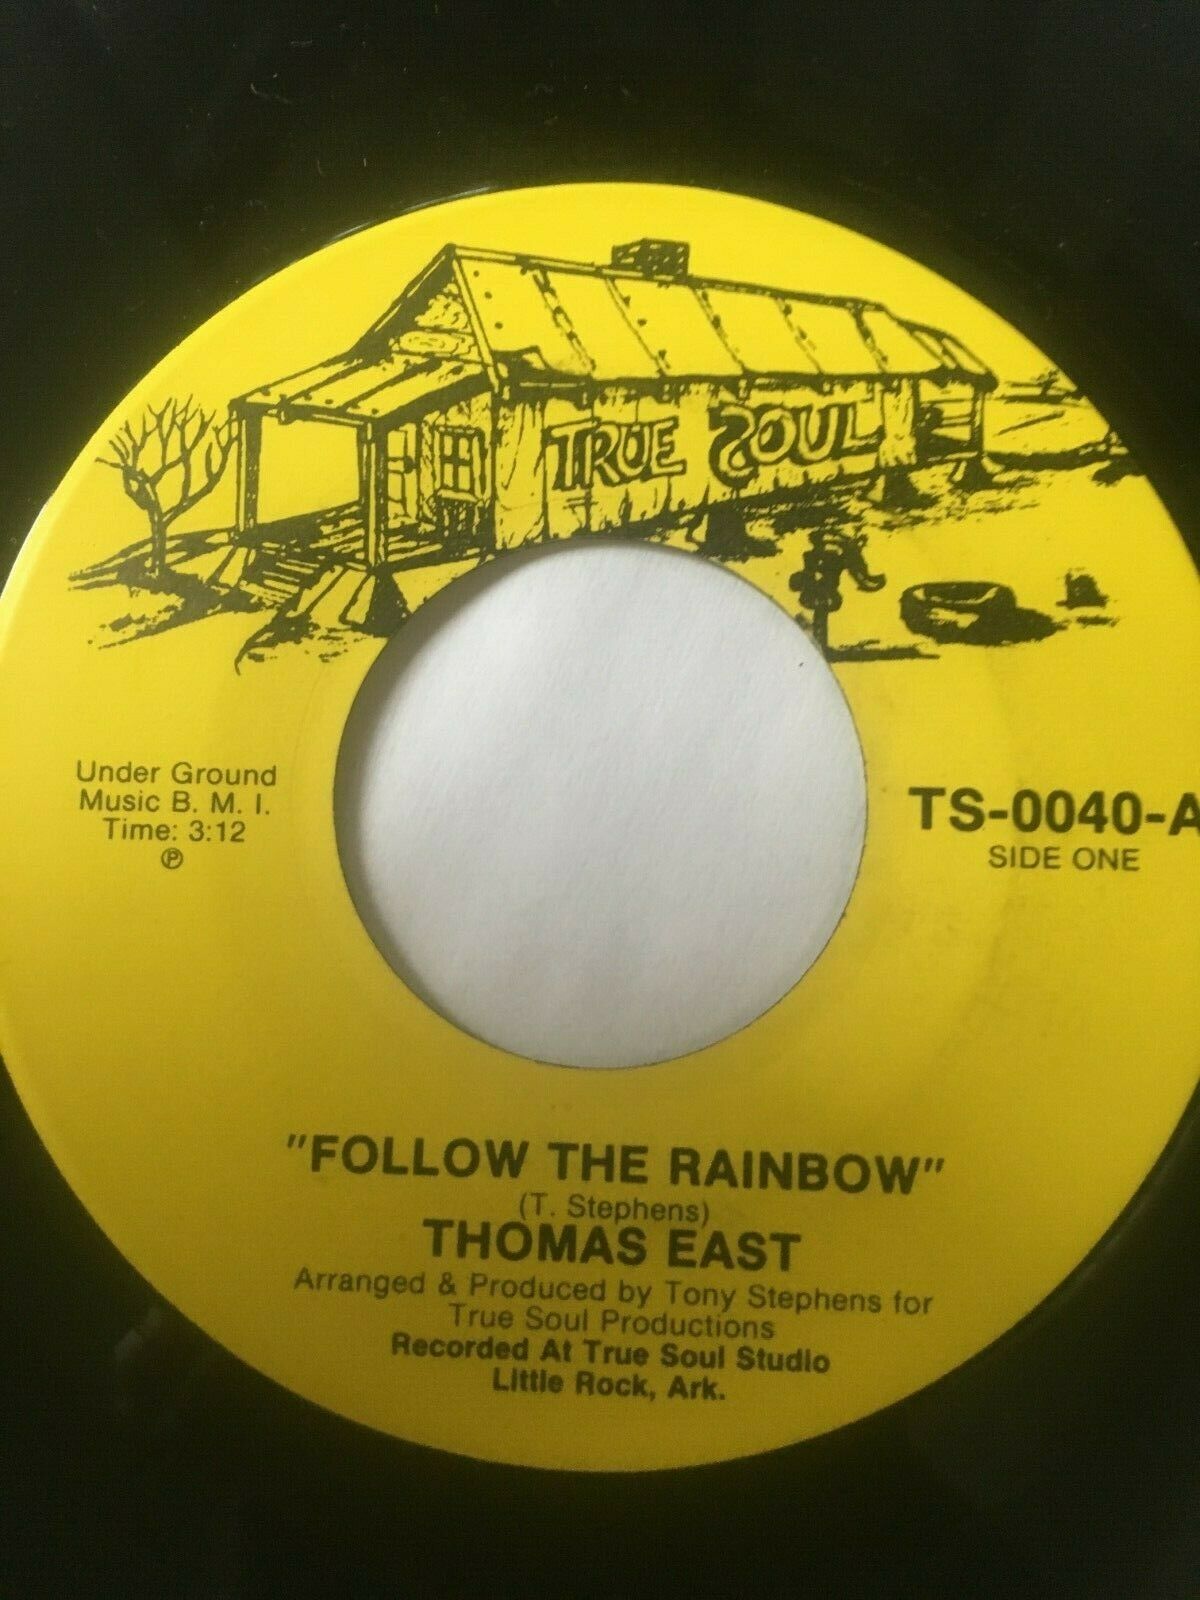 TRUE SOUL
Under Ground
Music B. M. I.
Time: 3:12
℗
TS-0040-A
SIDE ONE
"FOLLOW THE RAINBOW"
(T. Stephens)
THOMAS EAST
Arranged & Produced by Tony Stephens for
True Soul Productions
Recorded At True Soul Studio
Little Rock, Ark.